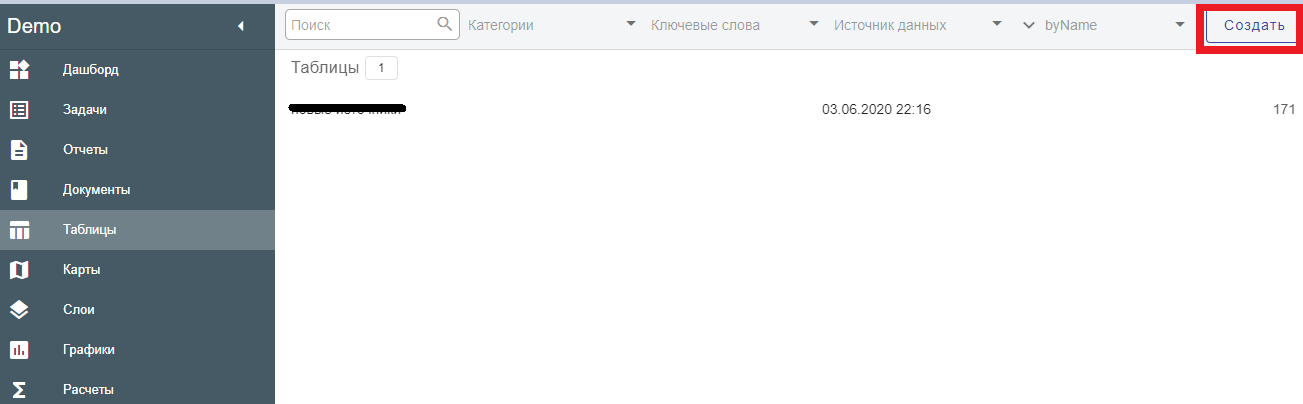 Demo
Поиск Категории Ключевые слова Источник данных byName Создать
Таблицы 1
03.06.2020 22:16 171
Дашборд
Задачи
Отчеты
Документы
Таблицы
Карты
Слои
Графики
Расчеты